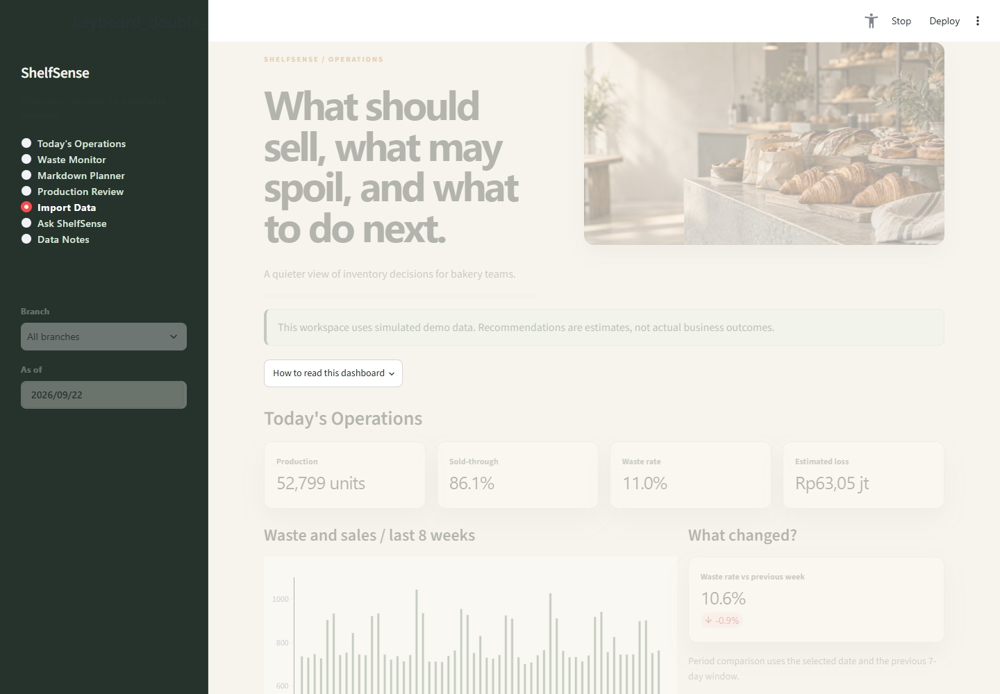 keyboard_double_
Stop
Deploy
ShelfSense
Today's Operations
Waste Monitor
Markdown Planner
Production Review
Import Data
Ask ShelfSense
Data Notes
Branch
All branches
As of
2026/09/22
SHELFSENSE / OPERATIONS
What should
sell, what may
spoil, and what
to do next.
A quieter view of inventory decisions for bakery teams.
This workspace uses simulated demo data. Recommendations are estimates, not actual business outcomes.
How to read this dashboard
Today's Operations
Production
52,799 units
Sold-through
86.1%
Waste rate
11.0%
Estimated loss
Rp63,05 jt
Waste and sales / last 8 weeks
1000
800
600
What changed?
Waste rate vs previous week
10.6%
-0.9%
Period comparison uses the selected date and the previous 7-
day window.